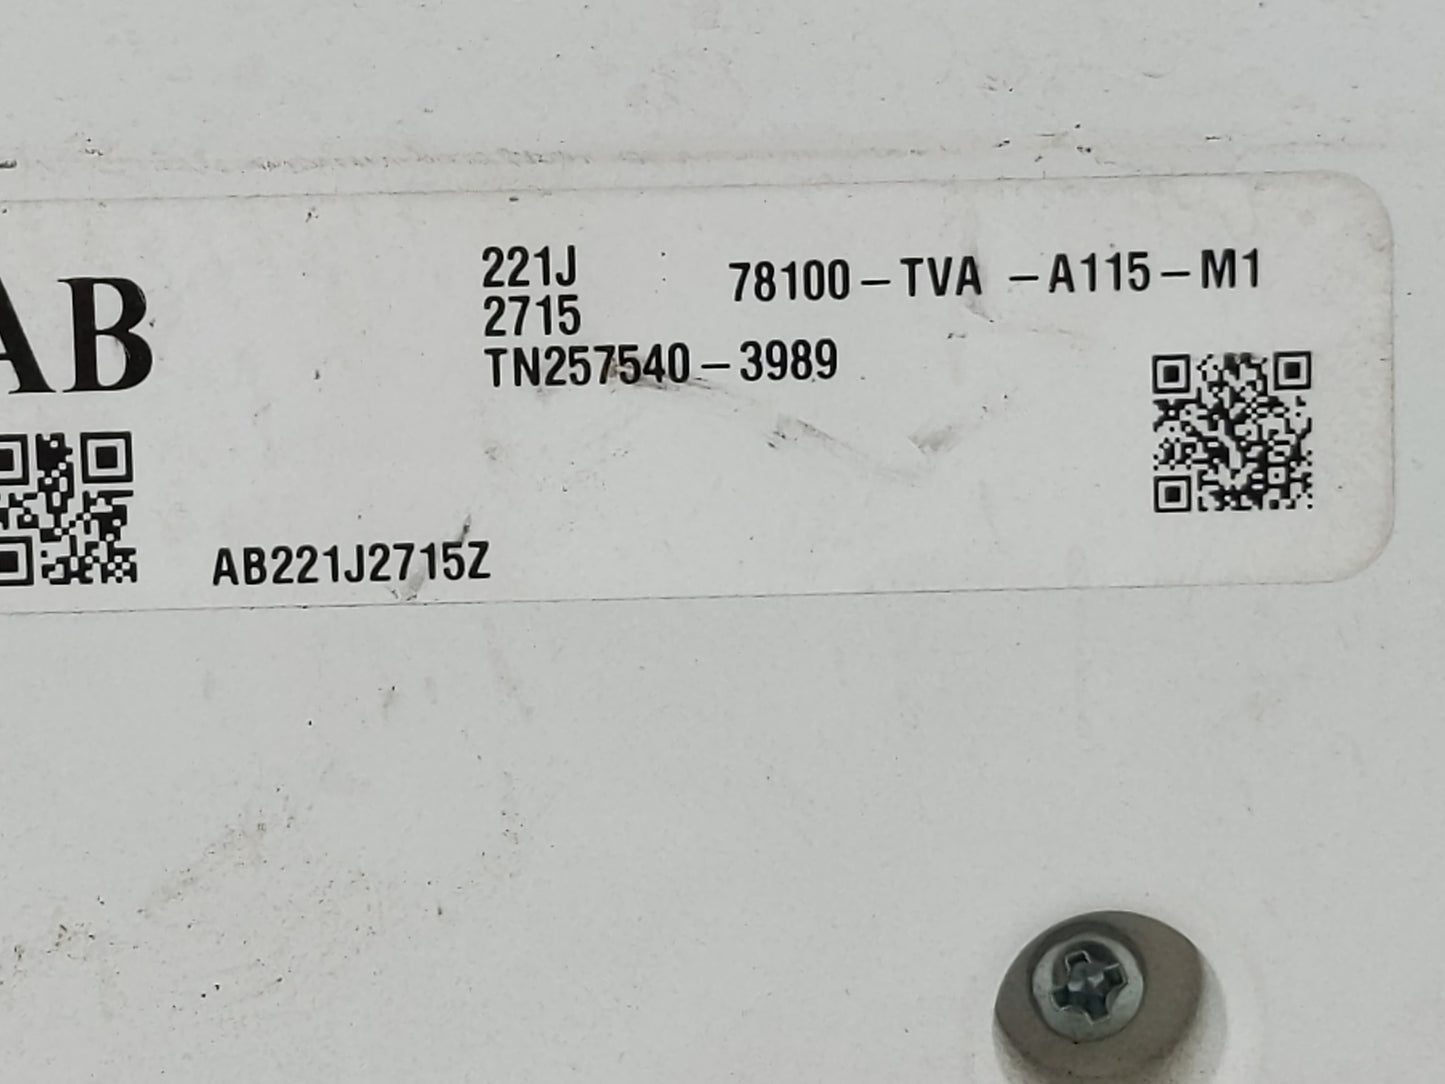 AB
221J 78100-TVA -A115-M1
2715
TN257540-3989
AB221J2715Z